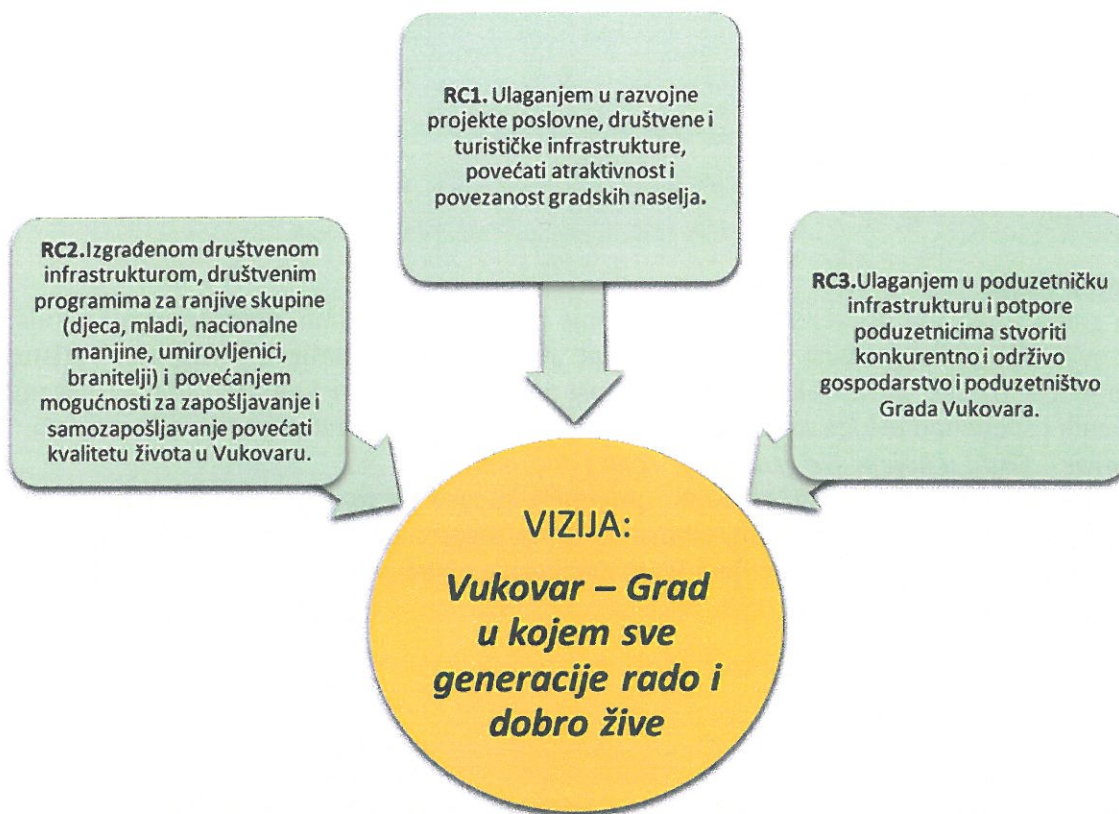 RC1. Ulaganjem u razvojne
projekte poslovne, društvene i
turističke infrastrukture,
povećati atraktivnost i
povezanost gradskih naselja.
RC2.Izgrađenom društvenom
infrastrukturom, društvenim
programima za ranjive skupine
(djeca, mladi, nacionalne
manjine, umirovljenici,
branitelji) i povećanjem
mogućnosti za zapošljavanje i
samozapošljavanje povećati
kvalitetu života u Vukovaru.
RC3.Ulaganjem u poduzetničku
infrastrukturu i potpore
poduzetnicima stvoriti
konkurentno i održivo
gospodarstvo i poduzetništvo
Grada Vukovara.
VIZIJA:
Vukovar – Grad
u kojem sve
generacije rado i
dobro žive